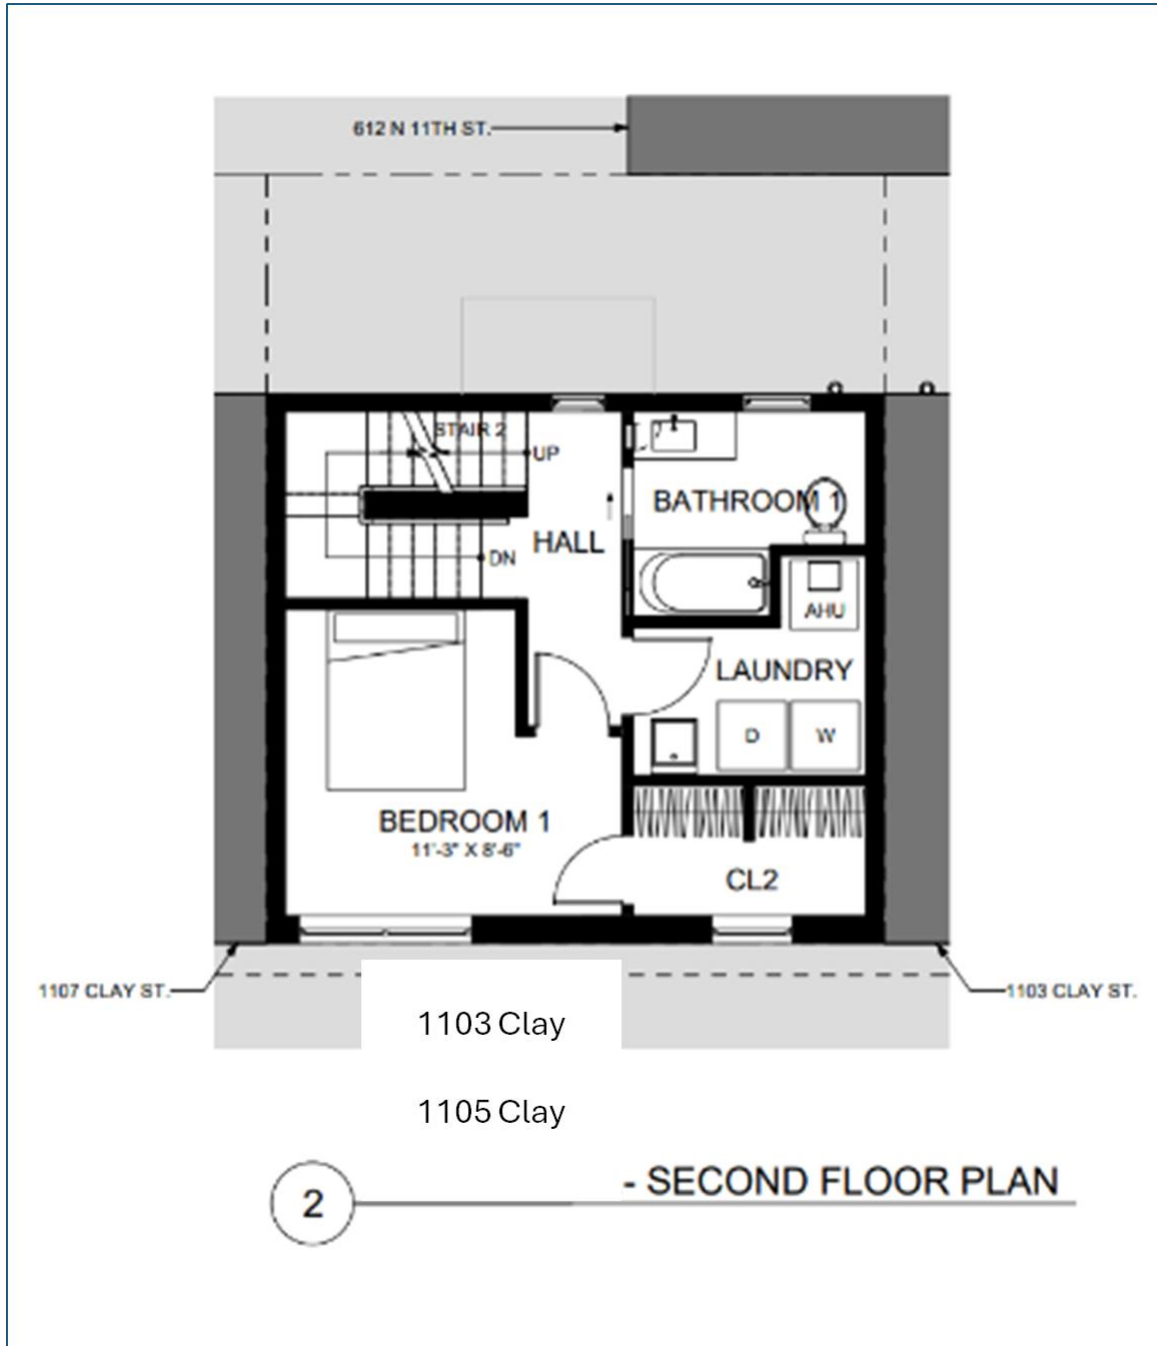 612 N 11TH ST.
STAIR 2
UP
BATHROOM 1
HALL
DN
AHU
LAUNDRY
D
W
BEDROOM 1
11'-3" X 8'-6"
CL2
1107 CLAY ST.
1103 CLAY ST.
1103 Clay
1105 Clay
2
- SECOND FLOOR PLAN